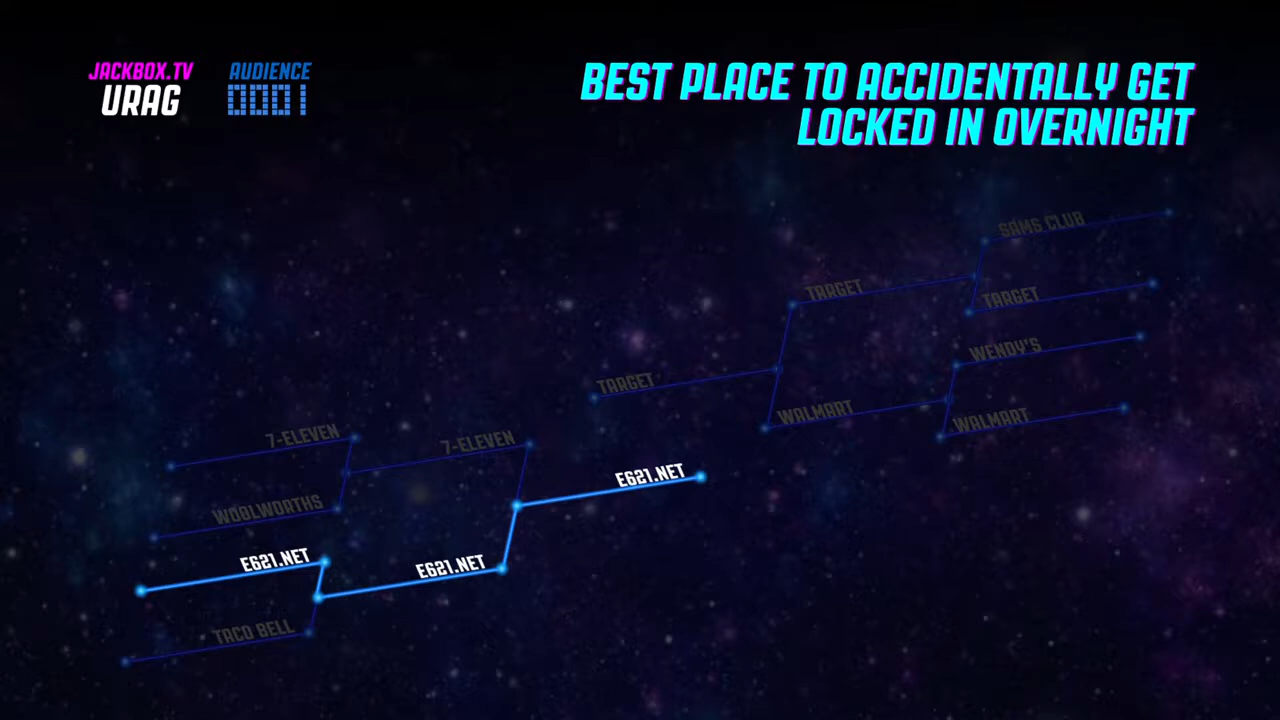 JACKBOX.TV
URAG
AUDIENCE
0001
BEST PLACE TO ACCIDENTALLY GET
LOCKED IN OVERNIGHT
7-ELEVEN
WOOLWORTHS
E621.NET
TACO BELL
7-ELEVEN
E621.NET
E621.NET
TARGET
TARGET
WALMART
SAMS CLUB
TARGET
WENDY'S
WALMART